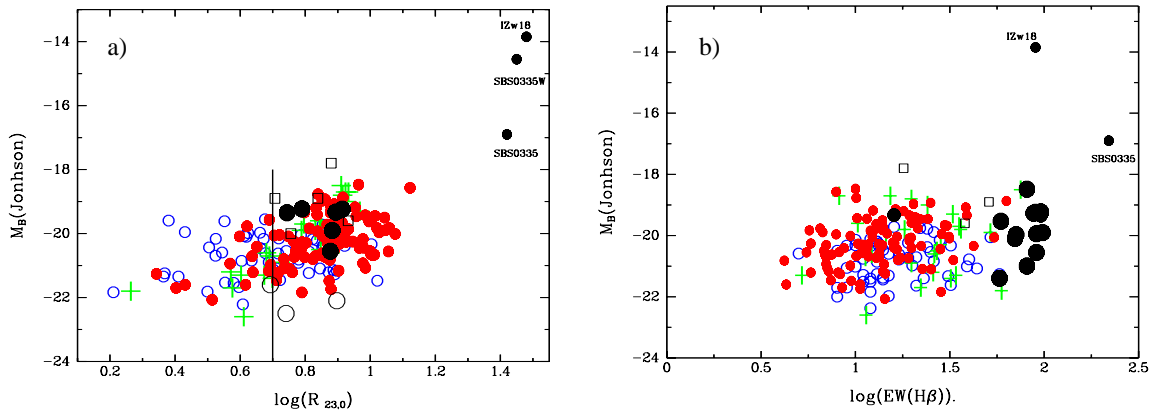 a)
IZw18
SBS0335W
SBS0335
-14
-16
-18
-20
-22
-24
M_B(Jonhson)
0.2 0.4 0.6 0.8 1 1.2 1.4
log(R_23,0)
b)
IZw18
SBS0335
-14
-16
-18
-20
-22
-24
M_B(Jonhson)
0 0.5 1 1.5 2 2.5
log(EW(Hβ)).